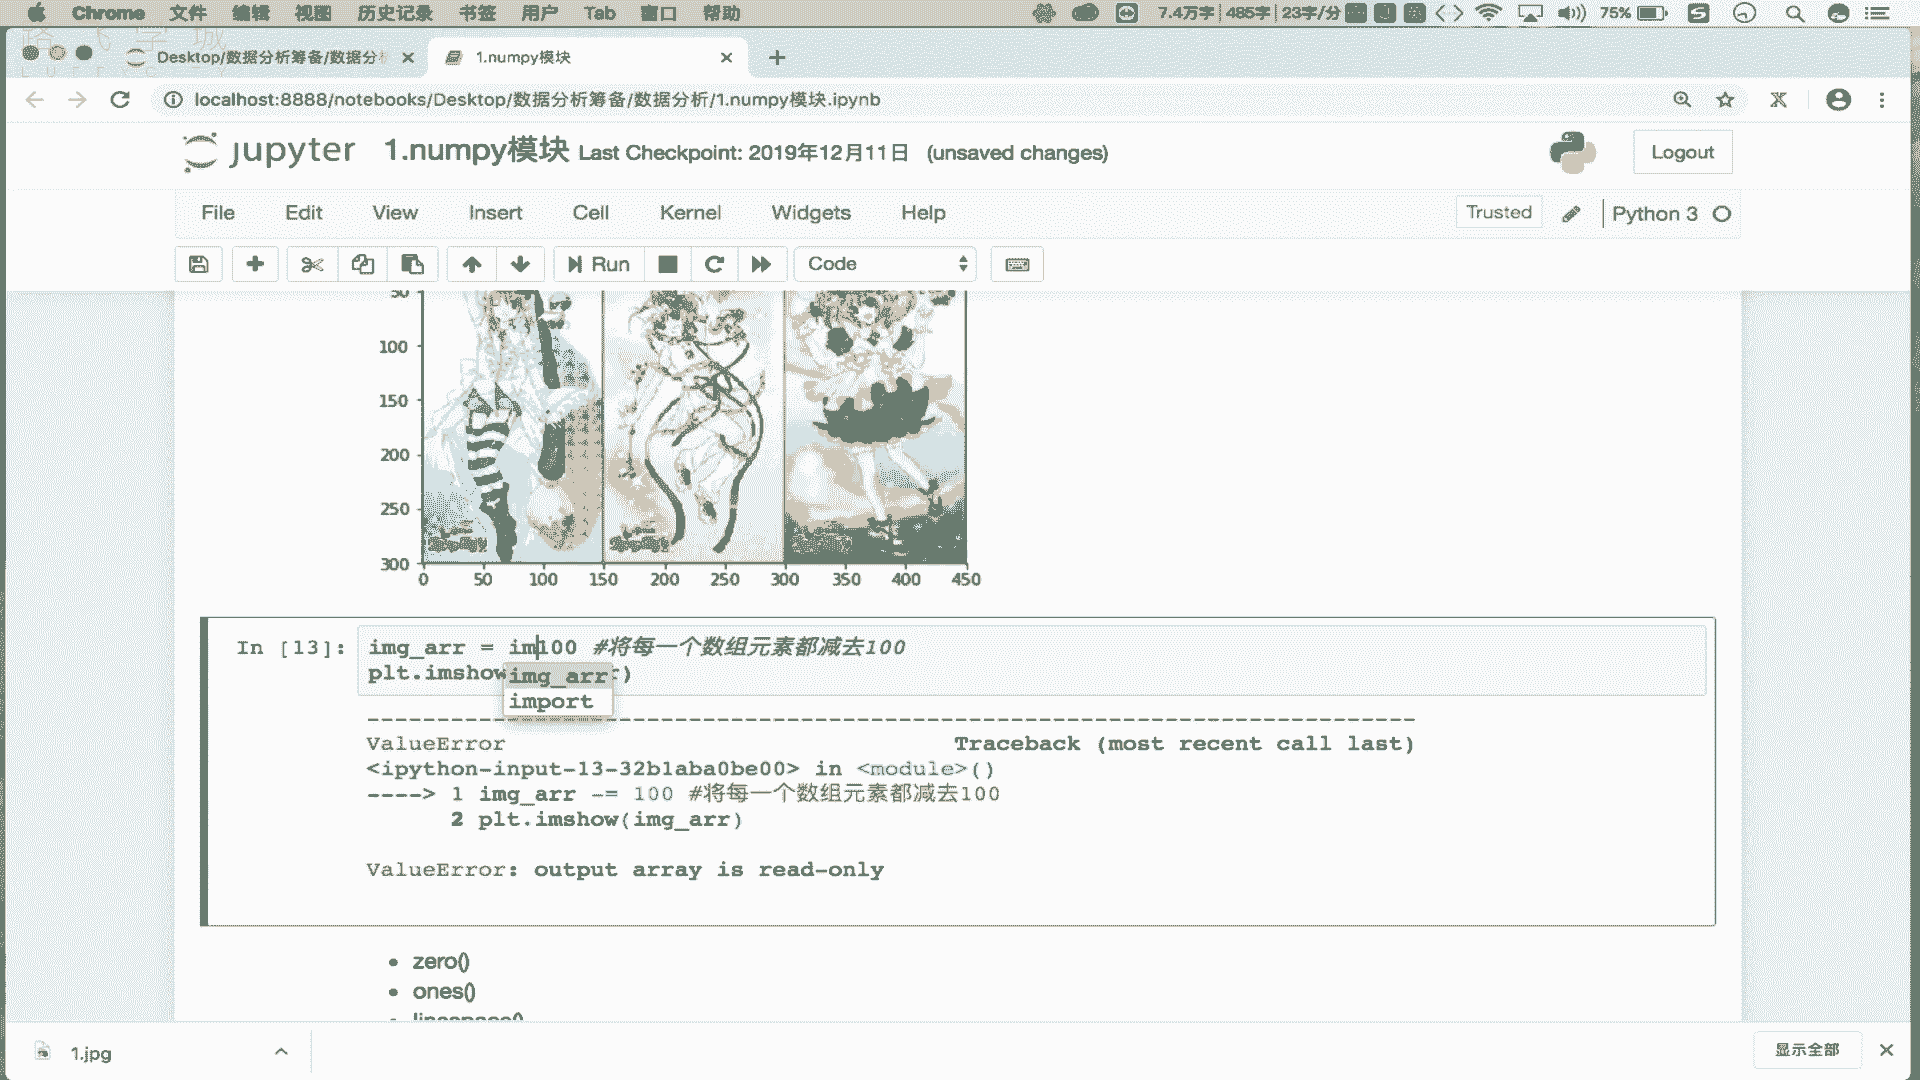 Chrome 文件 编辑 视图 历史记录 书签 用户 Tab 窗口 帮助 7.4万字 485字 23字/分 75%
Desktop/数据分析筹备/数据分 1.numpy模块
localhost:8888/notebooks/Desktop/数据分析筹备/数据分析/1.numpy模块.ipynb
jupyter 1.numpy模块 Last Checkpoint: 2019年12月11日 (unsaved changes) Logout
File Edit View Insert Cell Kernel Widgets Help Trusted Python 3
Run Code
50
100
150
200
250
300
0 50 100 150 200 250 300 350 400 450
In [13]: img_arr = im100 #将每一个数组元素都减去100
plt.imshow r)
img_arr
import
---------------------------------------------------------------------------
ValueError Traceback (most recent call last)
<ipython-input-13-32b1aba0be00> in <module>()
----> 1 img_arr -= 100 #将每一个数组元素都减去100
2 plt.imshow(img_arr)
ValueError: output array is read-only
zero()
ones()
linespace()
1.jpg 显示全部